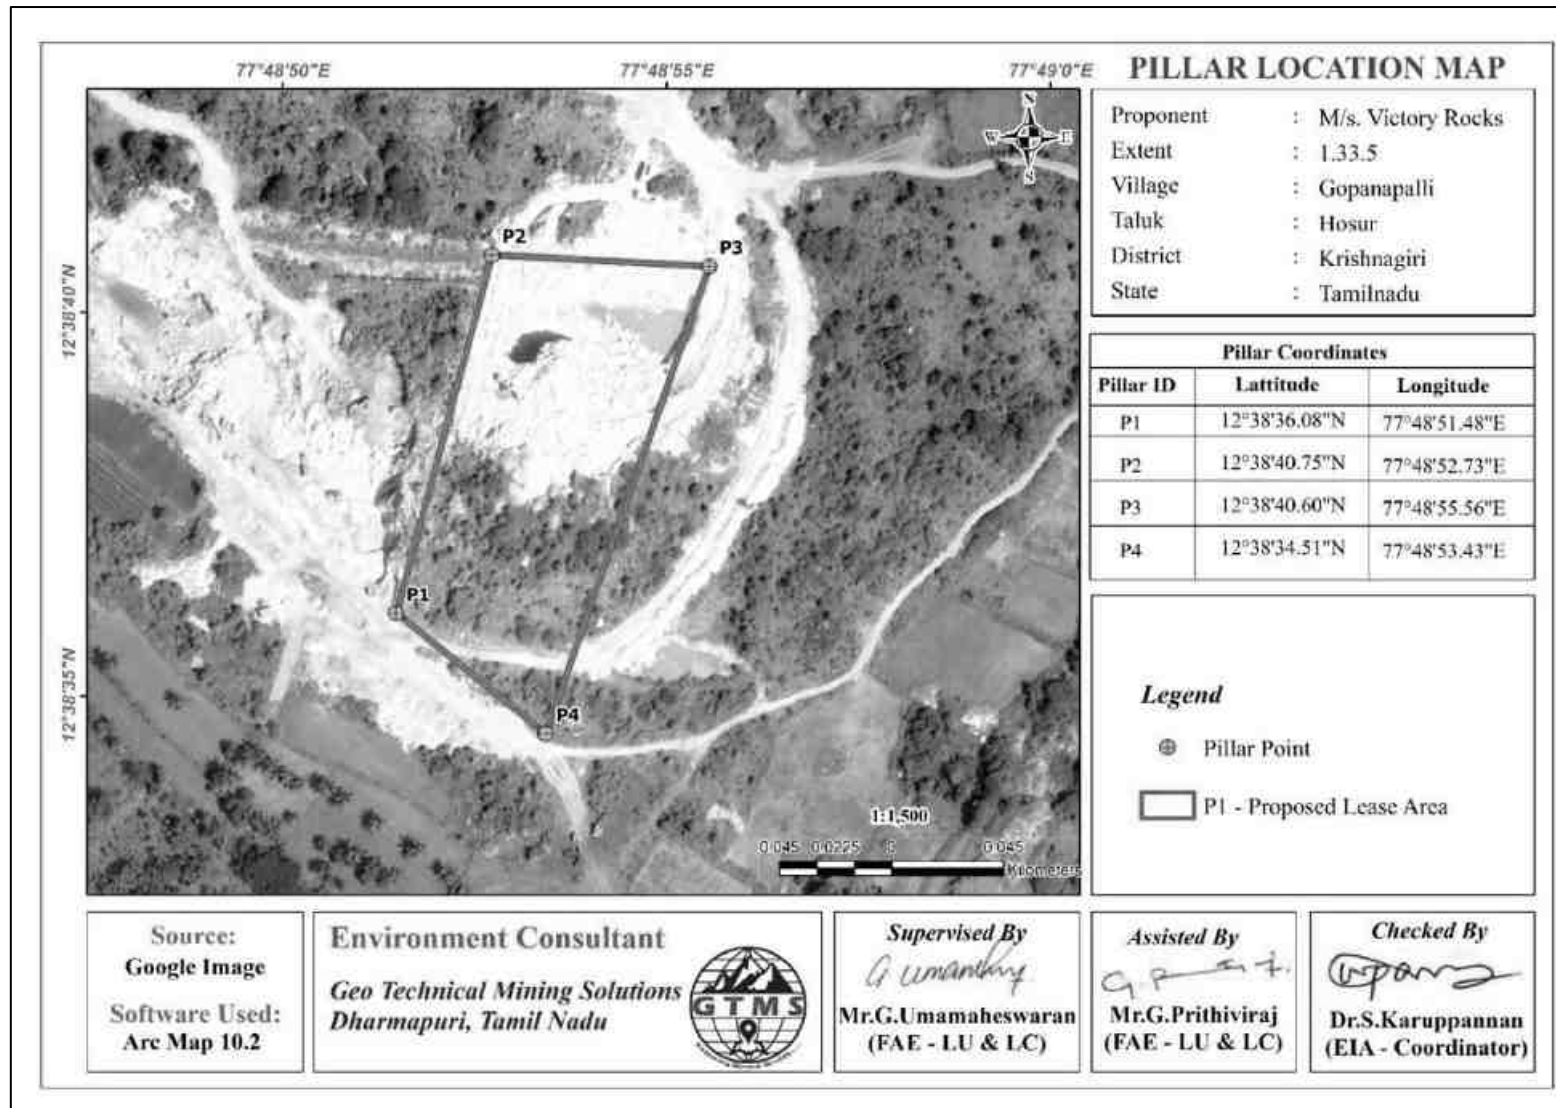 77°48'50"E 77°48'55"E 77°49'0"E
PILLAR LOCATION MAP
Proponent : M/s. Victory Rocks
Extent : 1.33.5
Village : Gopanapalli
Taluk : Hosur
District : Krishnagiri
State : Tamilnadu
N
W E
S
P2
P3
12°38'40"N
P1
P4
12°38'35"N
1:1,500
0.045 0.0225 0 0.045
Kilometers
Pillar Coordinates
Pillar ID Lattitude Longitude
P1 12°38'36.08"N 77°48'51.48"E
P2 12°38'40.75"N 77°48'52.73"E
P3 12°38'40.60"N 77°48'55.56"E
P4 12°38'34.51"N 77°48'53.43"E
Legend
Pillar Point
P1 - Proposed Lease Area
Source:
Google Image
Software Used:
Arc Map 10.2
Environment Consultant
Geo Technical Mining Solutions
Dharmapuri, Tamil Nadu
GTMS
Supervised By
Mr.G.Umamaheswaran
(FAE - LU & LC)
Assisted By
Mr.G.Prithiviraj
(FAE - LU & LC)
Checked By
Dr.S.Karuppannan
(EIA - Coordinator)